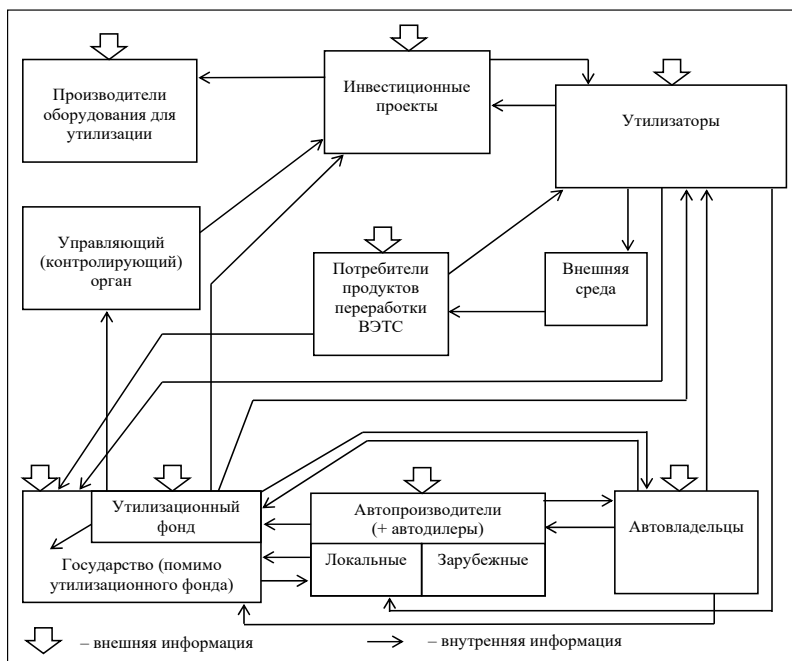 Производители
оборудования для
утилизации
Инвестиционные
проекты
Утилизаторы
Управляющий
(контролирующий)
орган
Потребители
продуктов
переработки
ВЭТС
Внешняя
среда
Утилизационный
фонд
Государство (помимо
утилизационного фонда)
Автопроизводители
(+ автодилеры)
Локальные
Зарубежные
Автовладельцы
– внешняя информация
– внутренняя информация